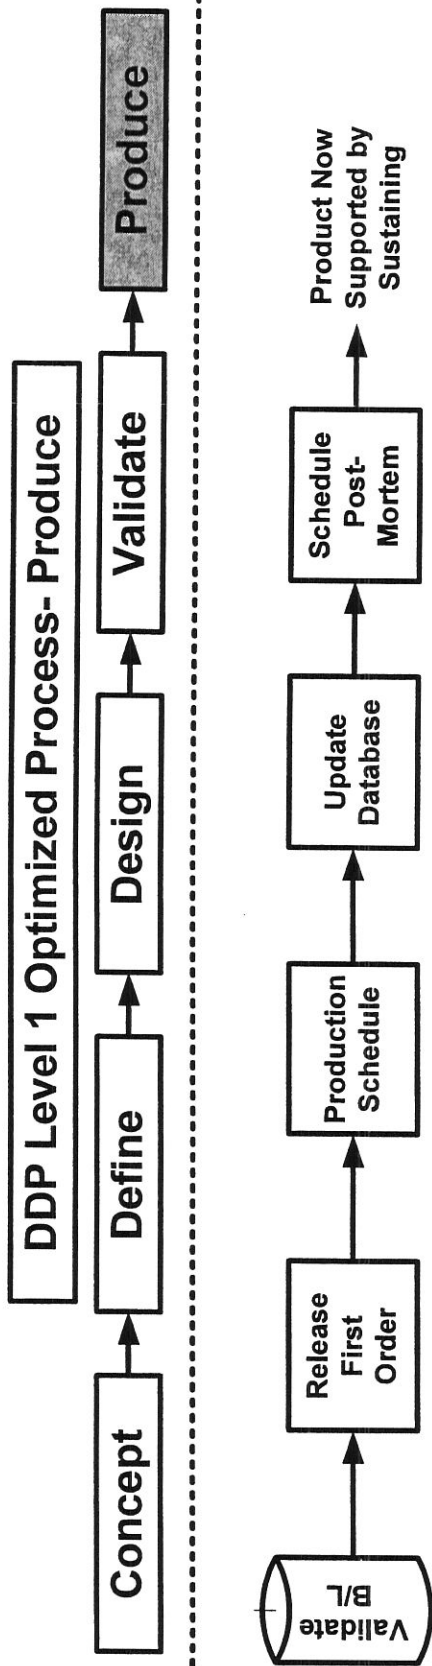 DDP Level 1 Optimized Process- Produce
Concept
Define
Design
Validate
Produce
Validate
B/L
Release
First
Order
Production
Schedule
Update
Database
Schedule
Post-
Mortem
Product Now
Supported by
Sustaining